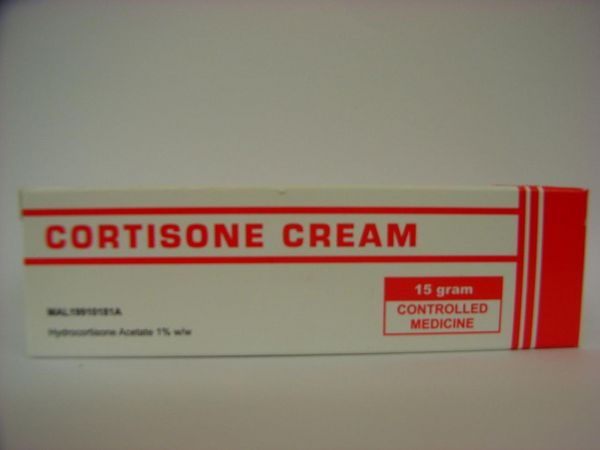 CORTISONE CREAM
15 gram
CONTROLLED
MEDICINE
MAL19910181A
Hydrocortisone Acetate 1% w/w